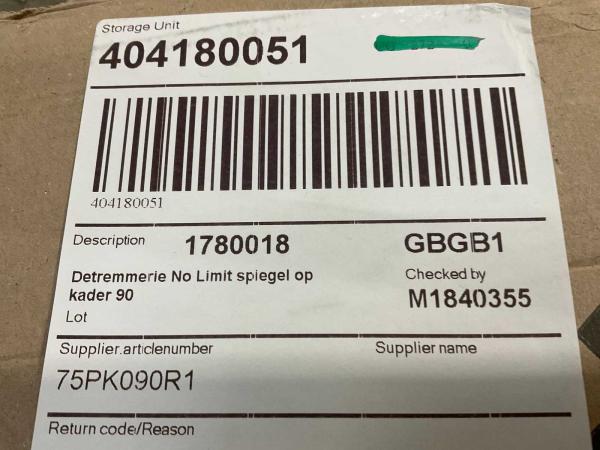 Storage Unit
404180051
404180051
Description 1780018 GBGB1
Detremmerie No Limit spiegel op
kader 90
Checked by
M1840355
Lot
Supplier.articlenumber Supplier name
75PK090R1
Return code/Reason